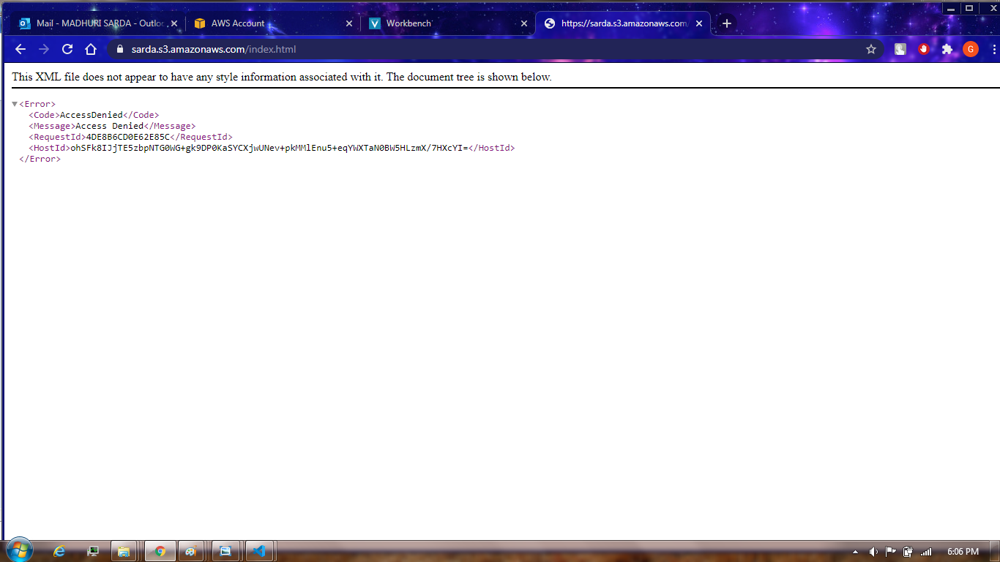 Mail - MADHURI SARDA - Outloo
AWS Account
Workbench
https://sarda.s3.amazonaws.com/
sarda.s3.amazonaws.com/index.html
G
This XML file does not appear to have any style information associated with it. The document tree is shown below.
<Error>
<Code>AccessDenied</Code>
<Message>Access Denied</Message>
<RequestId>4DE8B6CD0E62E85C</RequestId>
<HostId>ohSFk8IJjTE5zbpNTG0WG+gk9DP0KaSYCXjwUNev+pkMMlEnu5+eqYWXTaN0BW5HLzmX/7HXcYI=</HostId>
</Error>
6:06 PM